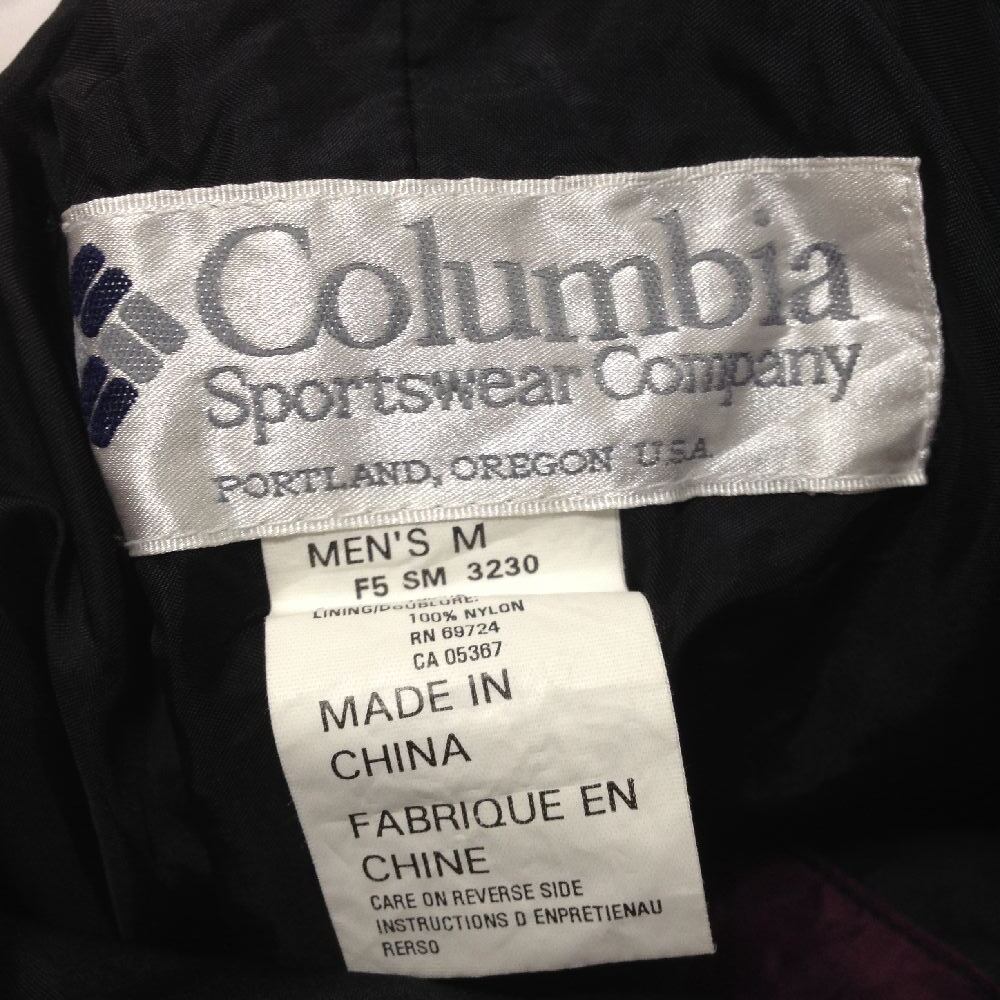 Columbia
Sportswear Company
PORTLAND, OREGON U.S.A.
MEN'S M
F5 SM 3230
LINING/DOUBLURE:
100% NYLON
RN 69724
CA 05367
MADE IN
CHINA
FABRIQUE EN
CHINE
CARE ON REVERSE SIDE
INSTRUCTIONS D ENPRETIENAU
RERSO